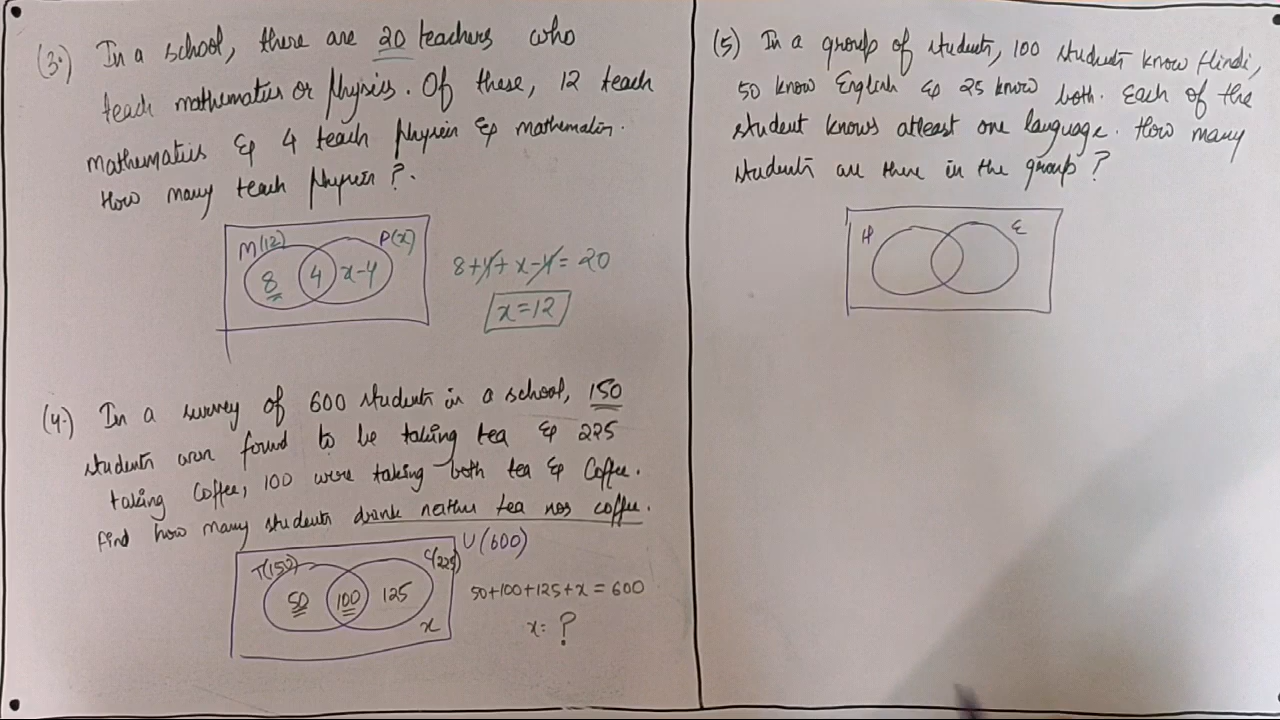 (3.) In a school, there are 20 teachers who
teach mathematics or Physics. Of these, 12 teach
mathematics & 4 teach Physics & mathematics.
How many teach Physics?.
M(12) P(x)
8 4 x-4
8+4+x-4=20
x=12
(4.) In a survey of 600 students in a school, 150
students were found to be taking tea & 225
taking Coffee, 100 were taking both tea & Coffee.
find how many students drink neither tea nor coffee.
T(150) C(225) U(600)
50 100 125
x
50+100+125+x=600
x= ?
(5) In a group of students, 100 students know Hindi,
50 know English & 25 know both. Each of the
student knows atleast one language. How many
students are there in the group?
H E